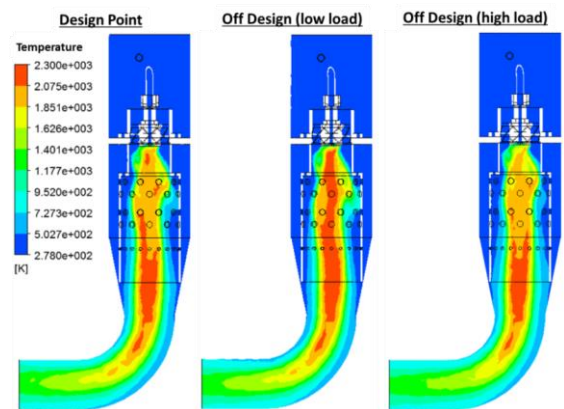 Design Point
Off Design (low load)
Off Design (high load)
Temperature
2.300e+003
2.075e+003
1.851e+003
1.626e+003
1.401e+003
1.177e+003
9.520e+002
7.273e+002
5.027e+002
2.780e+002
[K]